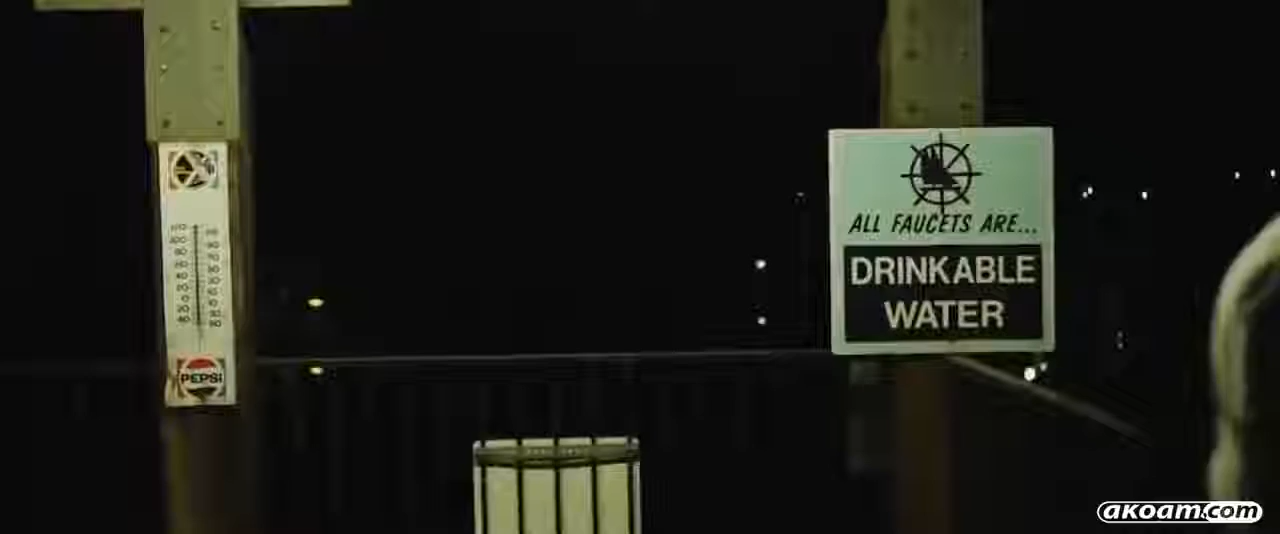 PEPSI
ALL FAUCETS ARE...
DRINKABLE
WATER
akoam.com